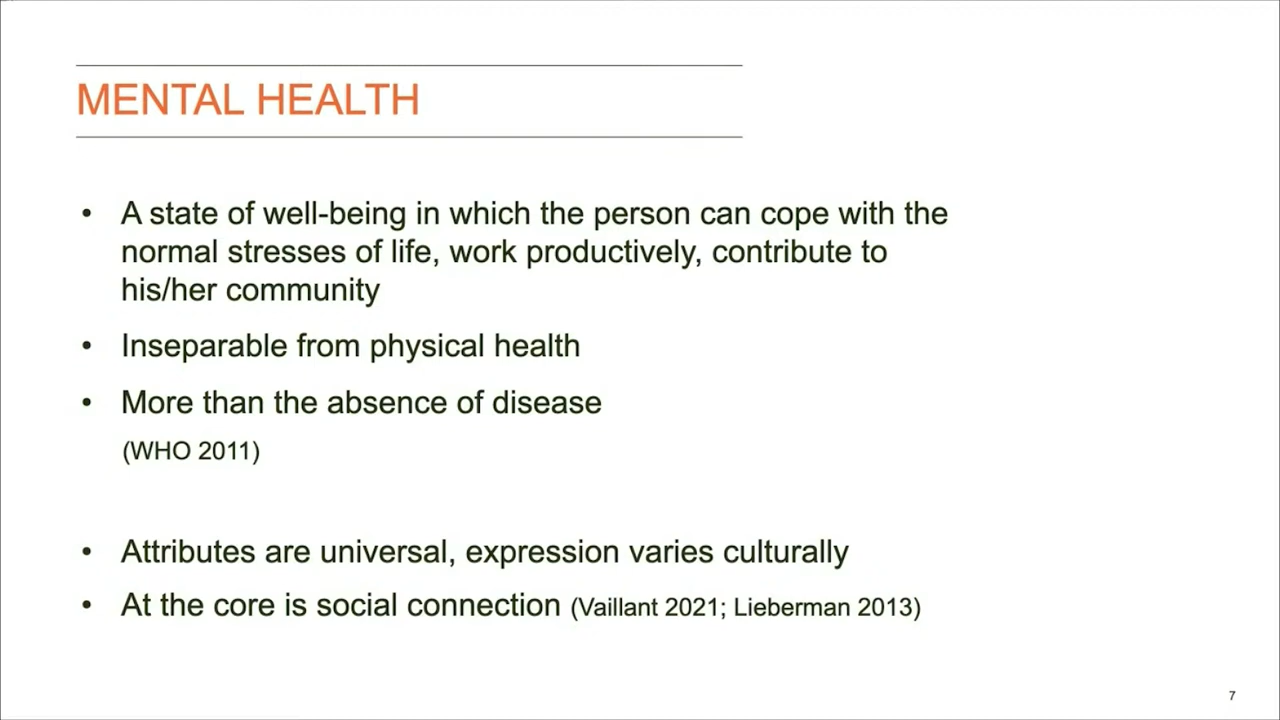 MENTAL HEALTH
• A state of well-being in which the person can cope with the
normal stresses of life, work productively, contribute to
his/her community
• Inseparable from physical health
• More than the absence of disease
(WHO 2011)
• Attributes are universal, expression varies culturally
• At the core is social connection (Vaillant 2021; Lieberman 2013)
7